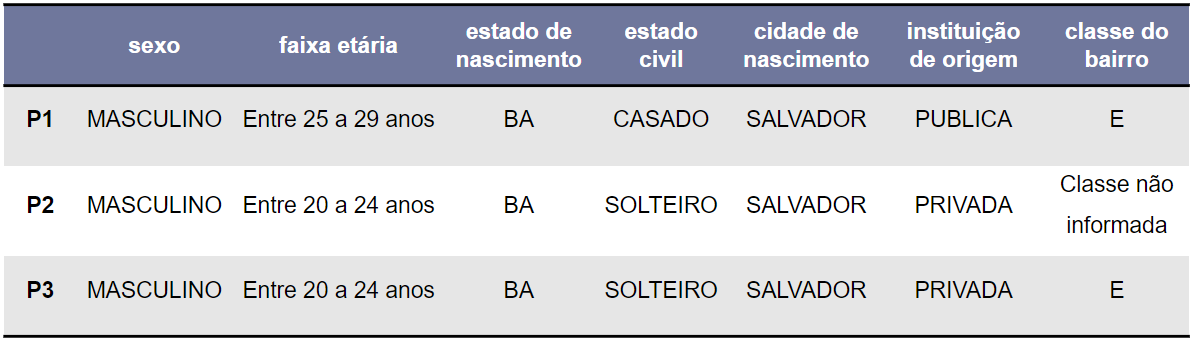 sexo faixa etária estado de nascimento estado civil cidade de nascimento instituição de origem classe do bairro
P1 MASCULINO Entre 25 a 29 anos BA CASADO SALVADOR PUBLICA E
P2 MASCULINO Entre 20 a 24 anos BA SOLTEIRO SALVADOR PRIVADA Classe não informada
P3 MASCULINO Entre 20 a 24 anos BA SOLTEIRO SALVADOR PRIVADA E